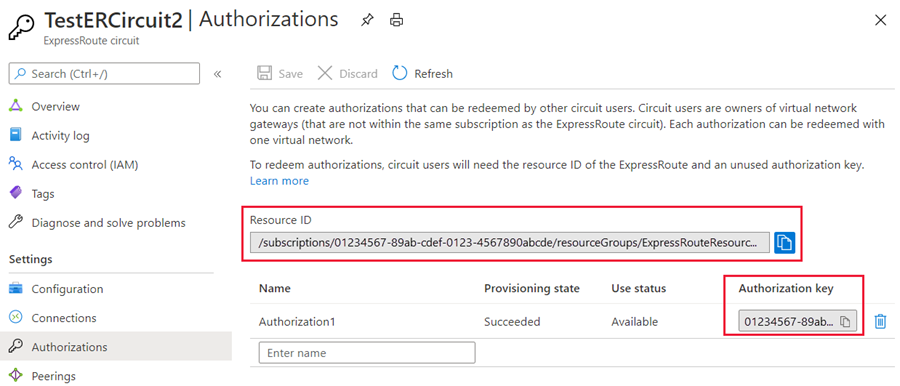 TestERCircuit2 | Authorizations
ExpressRoute circuit
Search (Ctrl+/)
«
Overview
Activity log
Access control (IAM)
Tags
Diagnose and solve problems
Settings
Configuration
Connections
Authorizations
Peerings
Save
Discard
Refresh
You can create authorizations that can be redeemed by other circuit users. Circuit users are owners of virtual network
gateways (that are not within the same subscription as the ExpressRoute circuit). Each authorization can be redeemed with
one virtual network.
To redeem authorizations, circuit users will need the resource ID of the ExpressRoute and an unused authorization key.
Learn more
Resource ID
/subscriptions/01234567-89ab-cdef-0123-4567890abcde/resourceGroups/ExpressRouteResourc...
Name Provisioning state Use status Authorization key
Authorization1 Succeeded Available 01234567-89ab...
Enter name